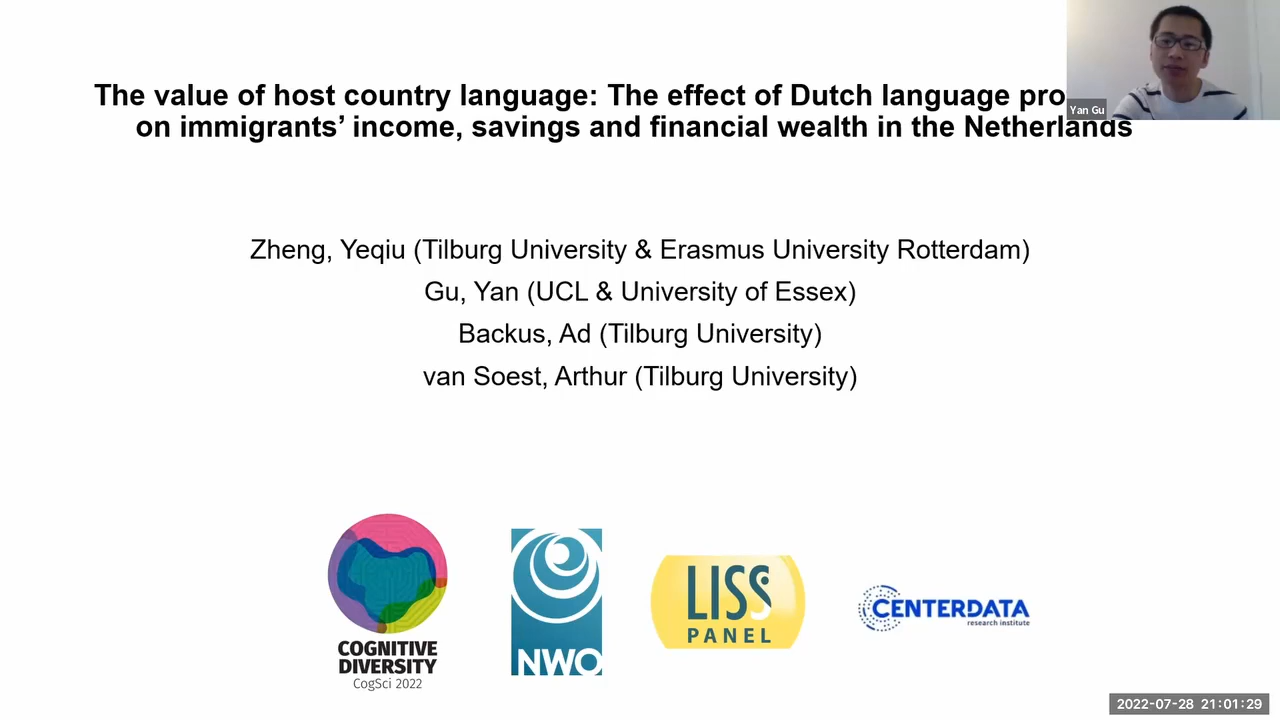 The value of host country language: The effect of Dutch language
on immigrants' income, savings and financial wealth in the Netherlands
Yan Gu
Zheng, Yeqiu (Tilburg University & Erasmus University Rotterdam)
Gu, Yan (UCL & University of Essex)
Backus, Ad (Tilburg University)
van Soest, Arthur (Tilburg University)
COGNITIVE
DIVERSITY
CogSci 2022
NWO
LISS
PANEL
CENTERDATA
research institute
2022-07-28 21:01:29